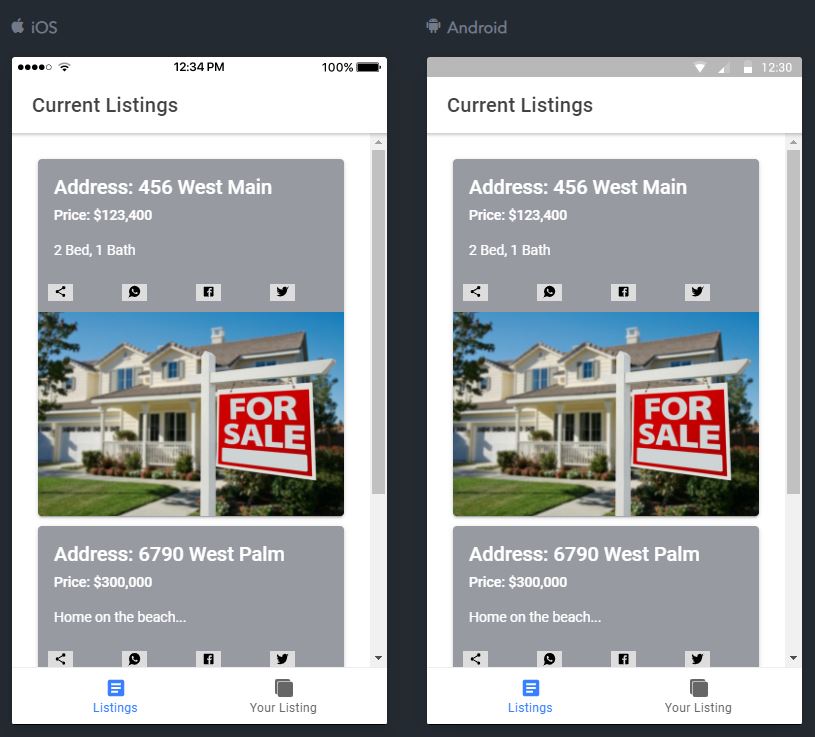 iOS
12:34 PM 100%
Current Listings
Address: 456 West Main
Price: $123,400
2 Bed, 1 Bath
FOR
SALE
Address: 6790 West Palm
Price: $300,000
Home on the beach...
Listings Your Listing
Android
12:30
Current Listings
Address: 456 West Main
Price: $123,400
2 Bed, 1 Bath
FOR
SALE
Address: 6790 West Palm
Price: $300,000
Home on the beach...
Listings Your Listing